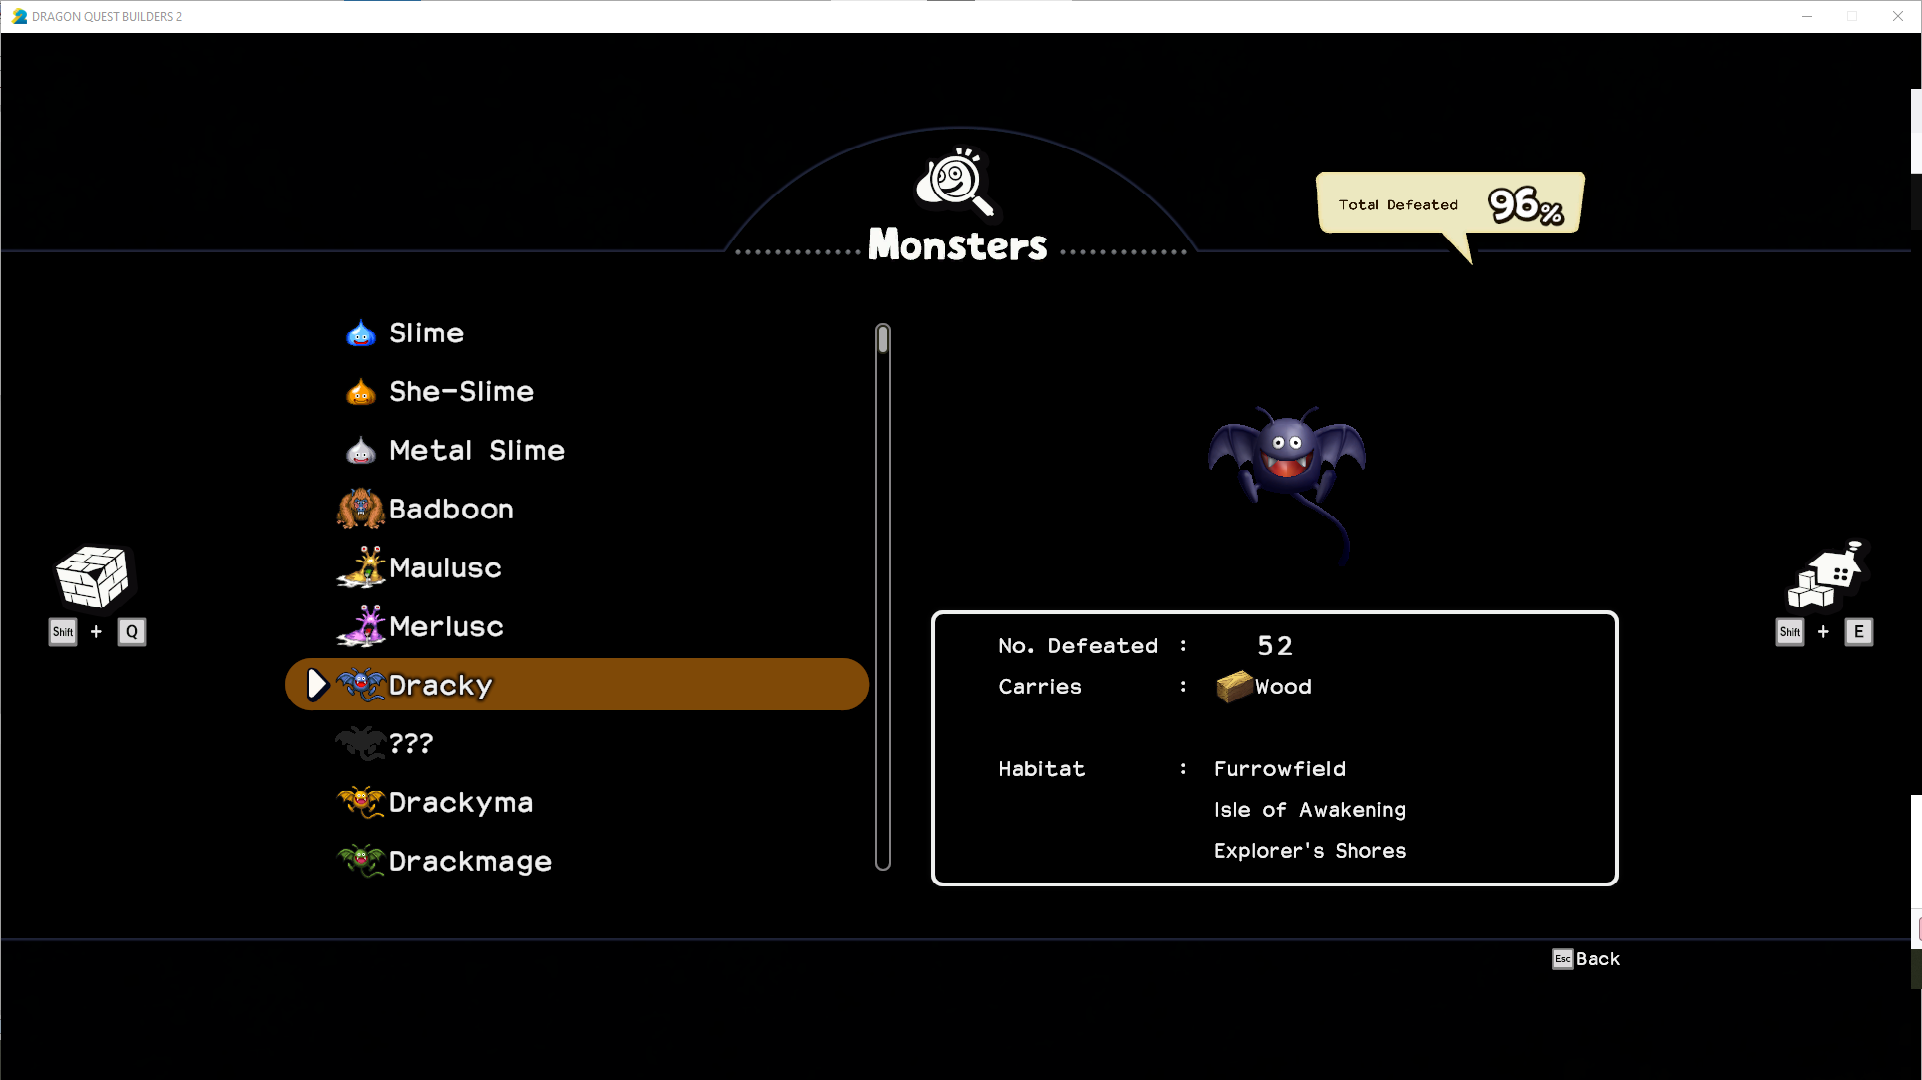 DRAGON QUEST BUILDERS 2
Total Defeated 96%
Monsters
Slime
She-Slime
Metal Slime
Badboon
Maulusc
Merlusc
Dracky
???
Drackyma
Drackmage
Shift + Q
Shift + E
No. Defeated : 52
Carries : Wood
Habitat : Furrowfield
Isle of Awakening
Explorer's Shores
Esc Back